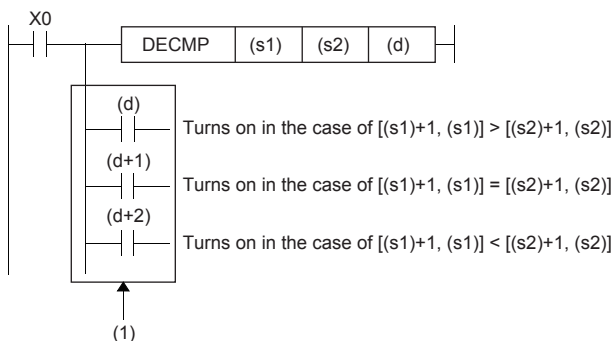 X0
DECMP (s1) (s2) (d)
(d)
Turns on in the case of [(s1)+1, (s1)] > [(s2)+1, (s2)]
(d+1)
Turns on in the case of [(s1)+1, (s1)] = [(s2)+1, (s2)]
(d+2)
Turns on in the case of [(s1)+1, (s1)] < [(s2)+1, (s2)]
(1)